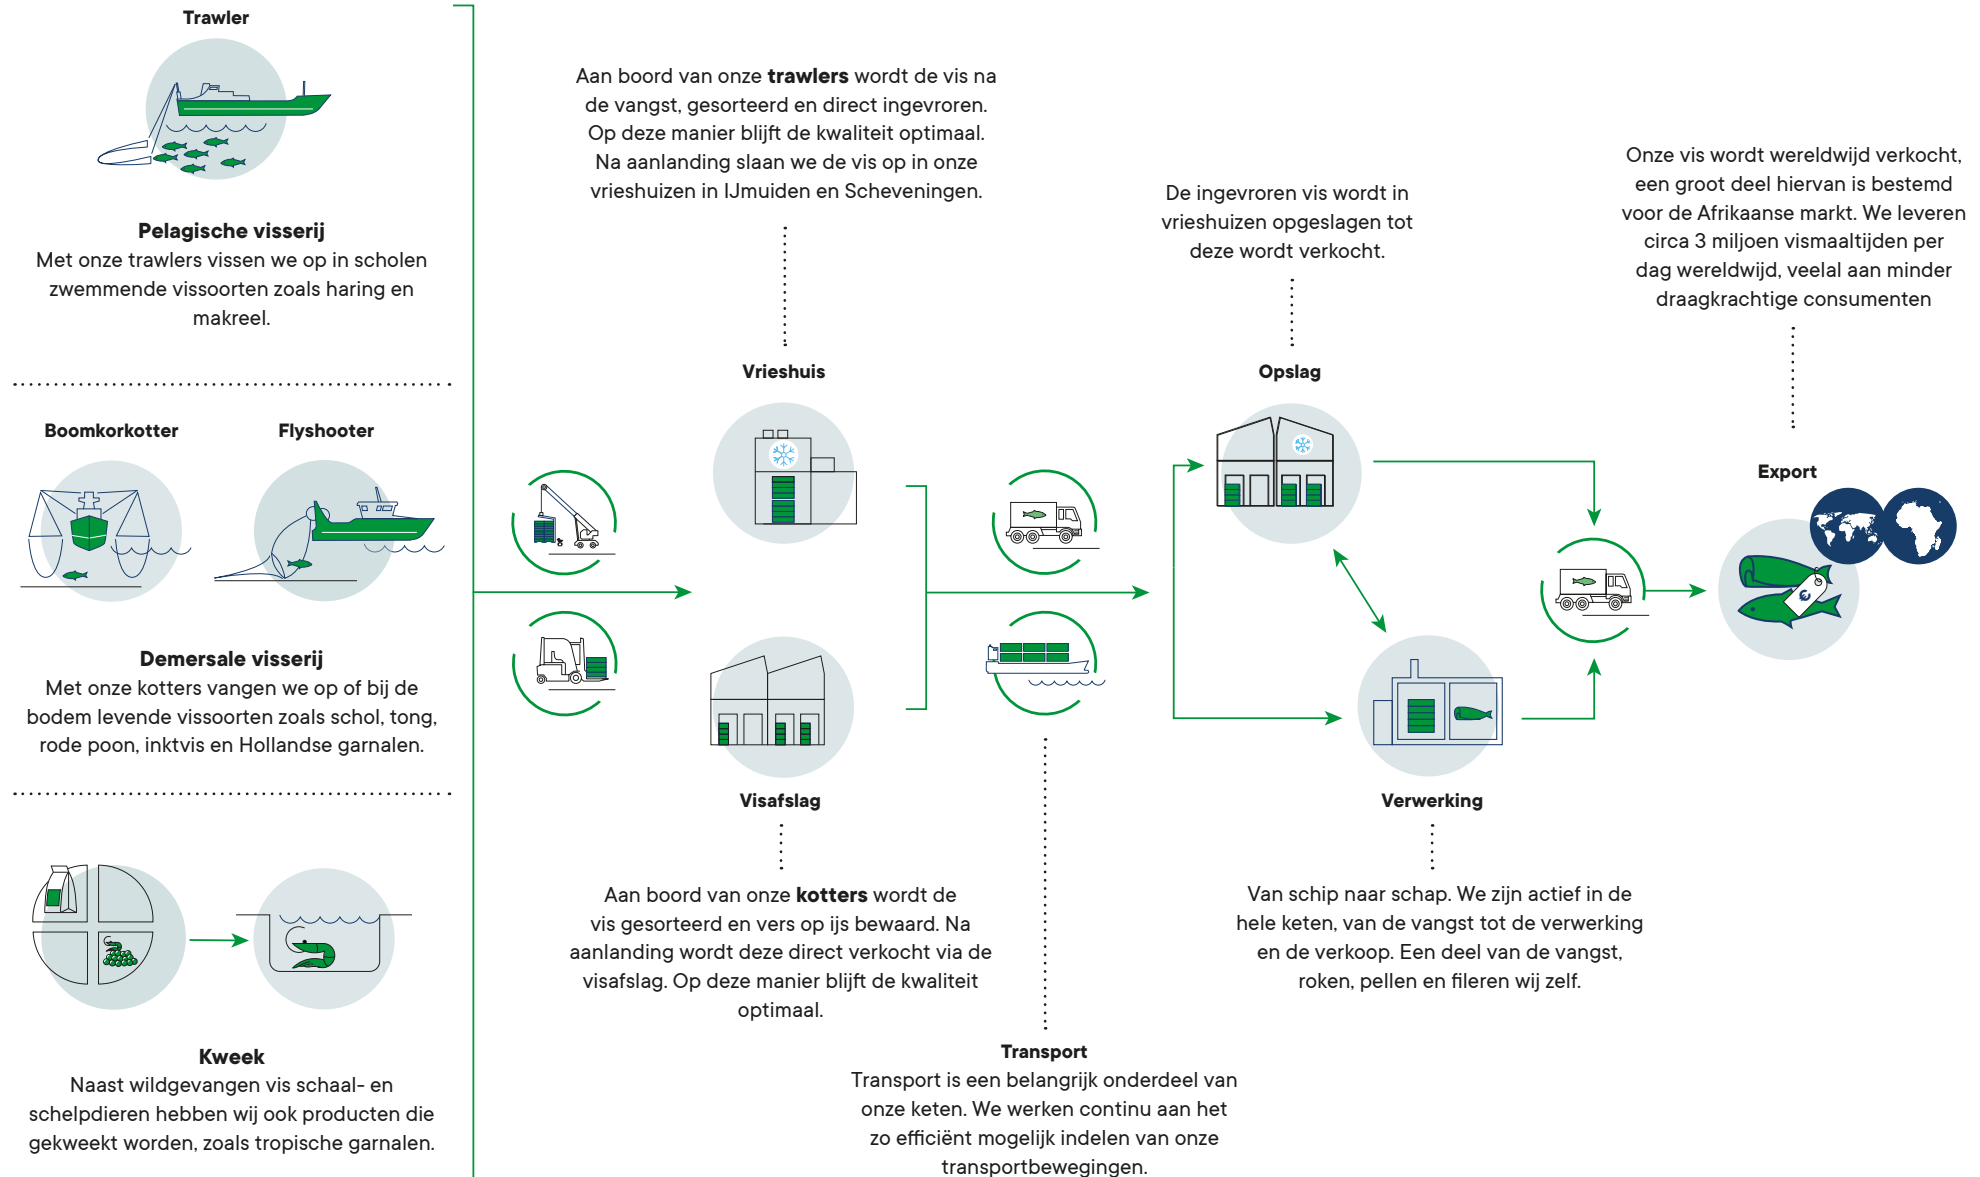 Trawler
Pelagische visserij
Met onze trawlers vissen we op in scholen
zwemmende vissoorten zoals haring en
makreel.
Boomkorkotter
Flyshooter
Demersale visserij
Met onze kotters vangen we op of bij de
bodem levende vissoorten zoals schol, tong,
rode poon, inktvis en Hollandse garnalen.
Kweek
Naast wildgevangen vis schaal- en
schelpdieren hebben wij ook producten die
gekweekt worden, zoals tropische garnalen.
Aan boord van onze trawlers wordt de vis na
de vangst, gesorteerd en direct ingevroren.
Op deze manier blijft de kwaliteit optimaal.
Na aanlanding slaan we de vis op in onze
vrieshuizen in IJmuiden en Scheveningen.
Vrieshuis
Visafslag
Aan boord van onze kotters wordt de
vis gesorteerd en vers op ijs bewaard. Na
aanlanding wordt deze direct verkocht via de
visafslag. Op deze manier blijft de kwaliteit
optimaal.
Transport
Transport is een belangrijk onderdeel van
onze keten. We werken continu aan het
zo efficiënt mogelijk indelen van onze
transportbewegingen.
De ingevroren vis wordt in
vrieshuizen opgeslagen tot
deze wordt verkocht.
Opslag
Verwerking
Van schip naar schap. We zijn actief in de
hele keten, van de vangst tot de verwerking
en de verkoop. Een deel van de vangst,
roken, pellen en fileren wij zelf.
Onze vis wordt wereldwijd verkocht,
een groot deel hiervan is bestemd
voor de Afrikaanse markt. We leveren
circa 3 miljoen vismaaltijden per
dag wereldwijd, veelal aan minder
draagkrachtige consumenten
Export
€